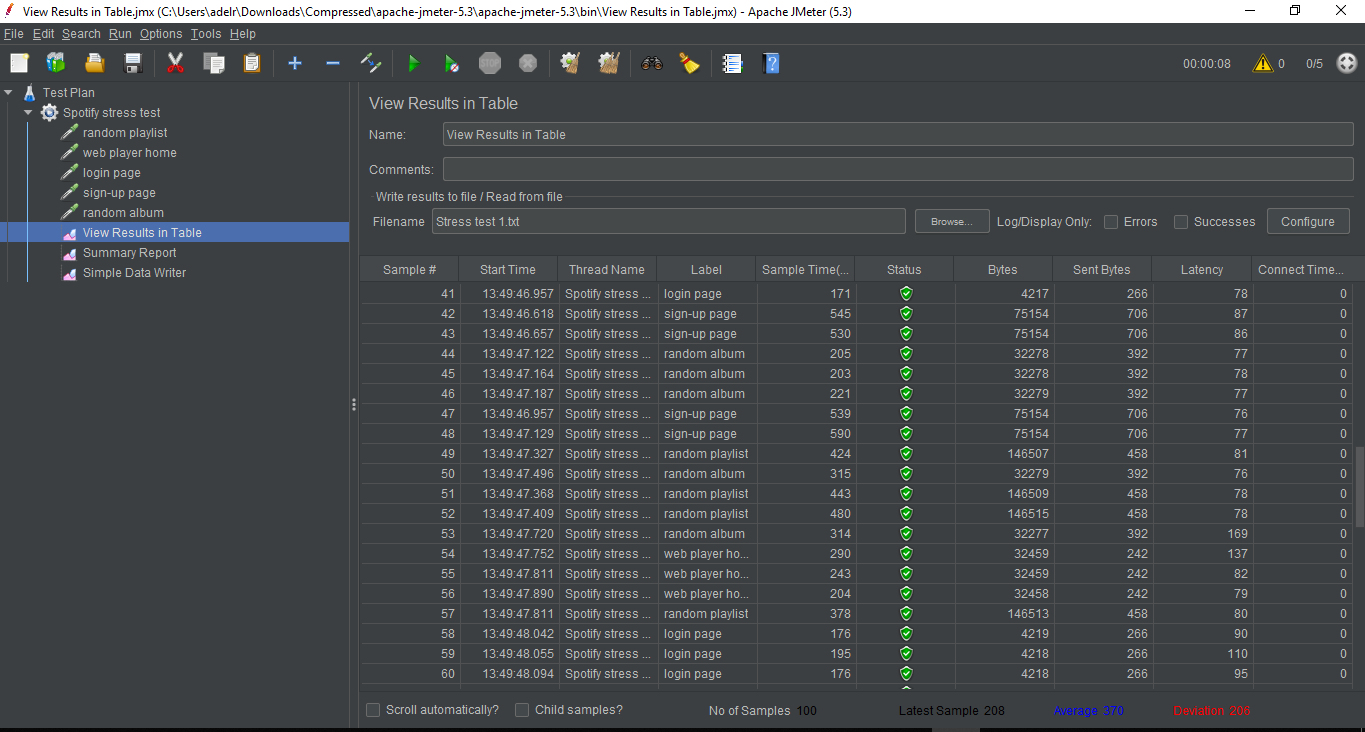 View Results in Table.jmx (C:\Users\adelr\Downloads\Compressed\apache-jmeter-5.3\apache-jmeter-5.3\bin\View Results in Table.jmx) - Apache JMeter (5.3)
File Edit Search Run Options Tools Help
STOP 00:00:08 0 0/5
Test Plan
Spotify stress test
random playlist
web player home
login page
sign-up page
random album
View Results in Table
Summary Report
Simple Data Writer
View Results in Table
Name: View Results in Table
Comments:
Write results to file / Read from file
Filename Stress test 1.txt Browse... Log/Display Only: Errors Successes Configure
Sample # Start Time Thread Name Label Sample Time(... Status Bytes Sent Bytes Latency Connect Time...
41 13:49:46.957 Spotify stress ... login page 171 4217 266 78 0
42 13:49:46.618 Spotify stress ... sign-up page 545 75154 706 87 0
43 13:49:46.657 Spotify stress ... sign-up page 530 75154 706 86 0
44 13:49:47.122 Spotify stress ... random album 205 32278 392 77 0
45 13:49:47.164 Spotify stress ... random album 203 32278 392 78 0
46 13:49:47.187 Spotify stress ... random album 221 32279 392 77 0
47 13:49:46.957 Spotify stress ... sign-up page 539 75154 706 76 0
48 13:49:47.129 Spotify stress ... sign-up page 590 75154 706 77 0
49 13:49:47.327 Spotify stress ... random playlist 424 146507 458 81 0
50 13:49:47.496 Spotify stress ... random album 315 32279 392 76 0
51 13:49:47.368 Spotify stress ... random playlist 443 146509 458 78 0
52 13:49:47.409 Spotify stress ... random playlist 480 146515 458 78 0
53 13:49:47.720 Spotify stress ... random album 314 32277 392 169 0
54 13:49:47.752 Spotify stress ... web player ho... 290 32459 242 137 0
55 13:49:47.811 Spotify stress ... web player ho... 243 32459 242 82 0
56 13:49:47.890 Spotify stress ... web player ho... 204 32458 242 79 0
57 13:49:47.811 Spotify stress ... random playlist 378 146513 458 80 0
58 13:49:48.042 Spotify stress ... login page 176 4219 266 90 0
59 13:49:48.055 Spotify stress ... login page 195 4218 266 110 0
60 13:49:48.094 Spotify stress ... login page 176 4218 266 95 0
Scroll automatically? Child samples? No of Samples 100 Latest Sample 208 Average 370 Deviation 206